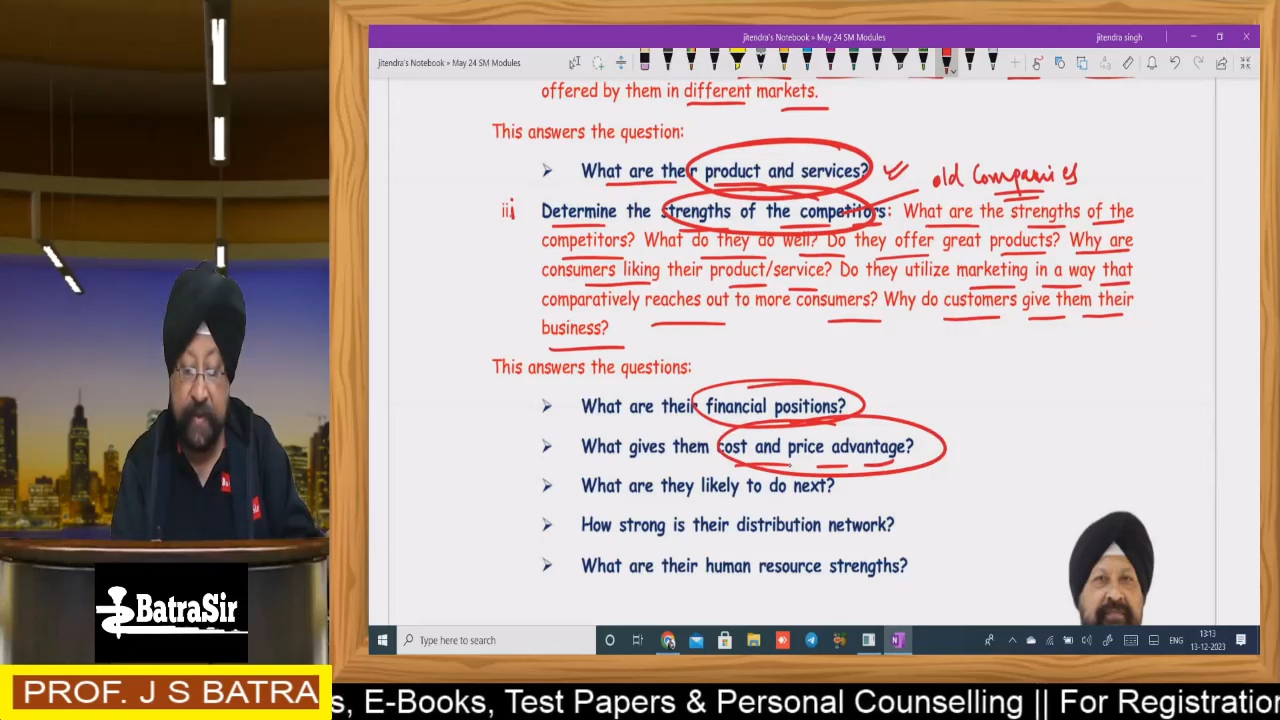 jitendra's Notebook » May 24 SM Modules
jitendra singh
jitendra's Notebook » May 24 SM Modules
offered by them in different markets.
This answers the question:
➤ What are their product and services?
old Companies
iii Determine the strengths of the competitors: What are the strengths of the
competitors? What do they do well? Do they offer great products? Why are
consumers liking their product/service? Do they utilize marketing in a way that
comparatively reaches out to more consumers? Why do customers give them their
business?
This answers the questions:
➤ What are their financial positions?
➤ What gives them cost and price advantage?
➤ What are they likely to do next?
➤ How strong is their distribution network?
➤ What are their human resource strengths?
BatraSir
Type here to search
ENG
13:13
13-12-2023
PROF. J S BATRA
s, E-Books, Test Papers & Personal Counselling || For Registration